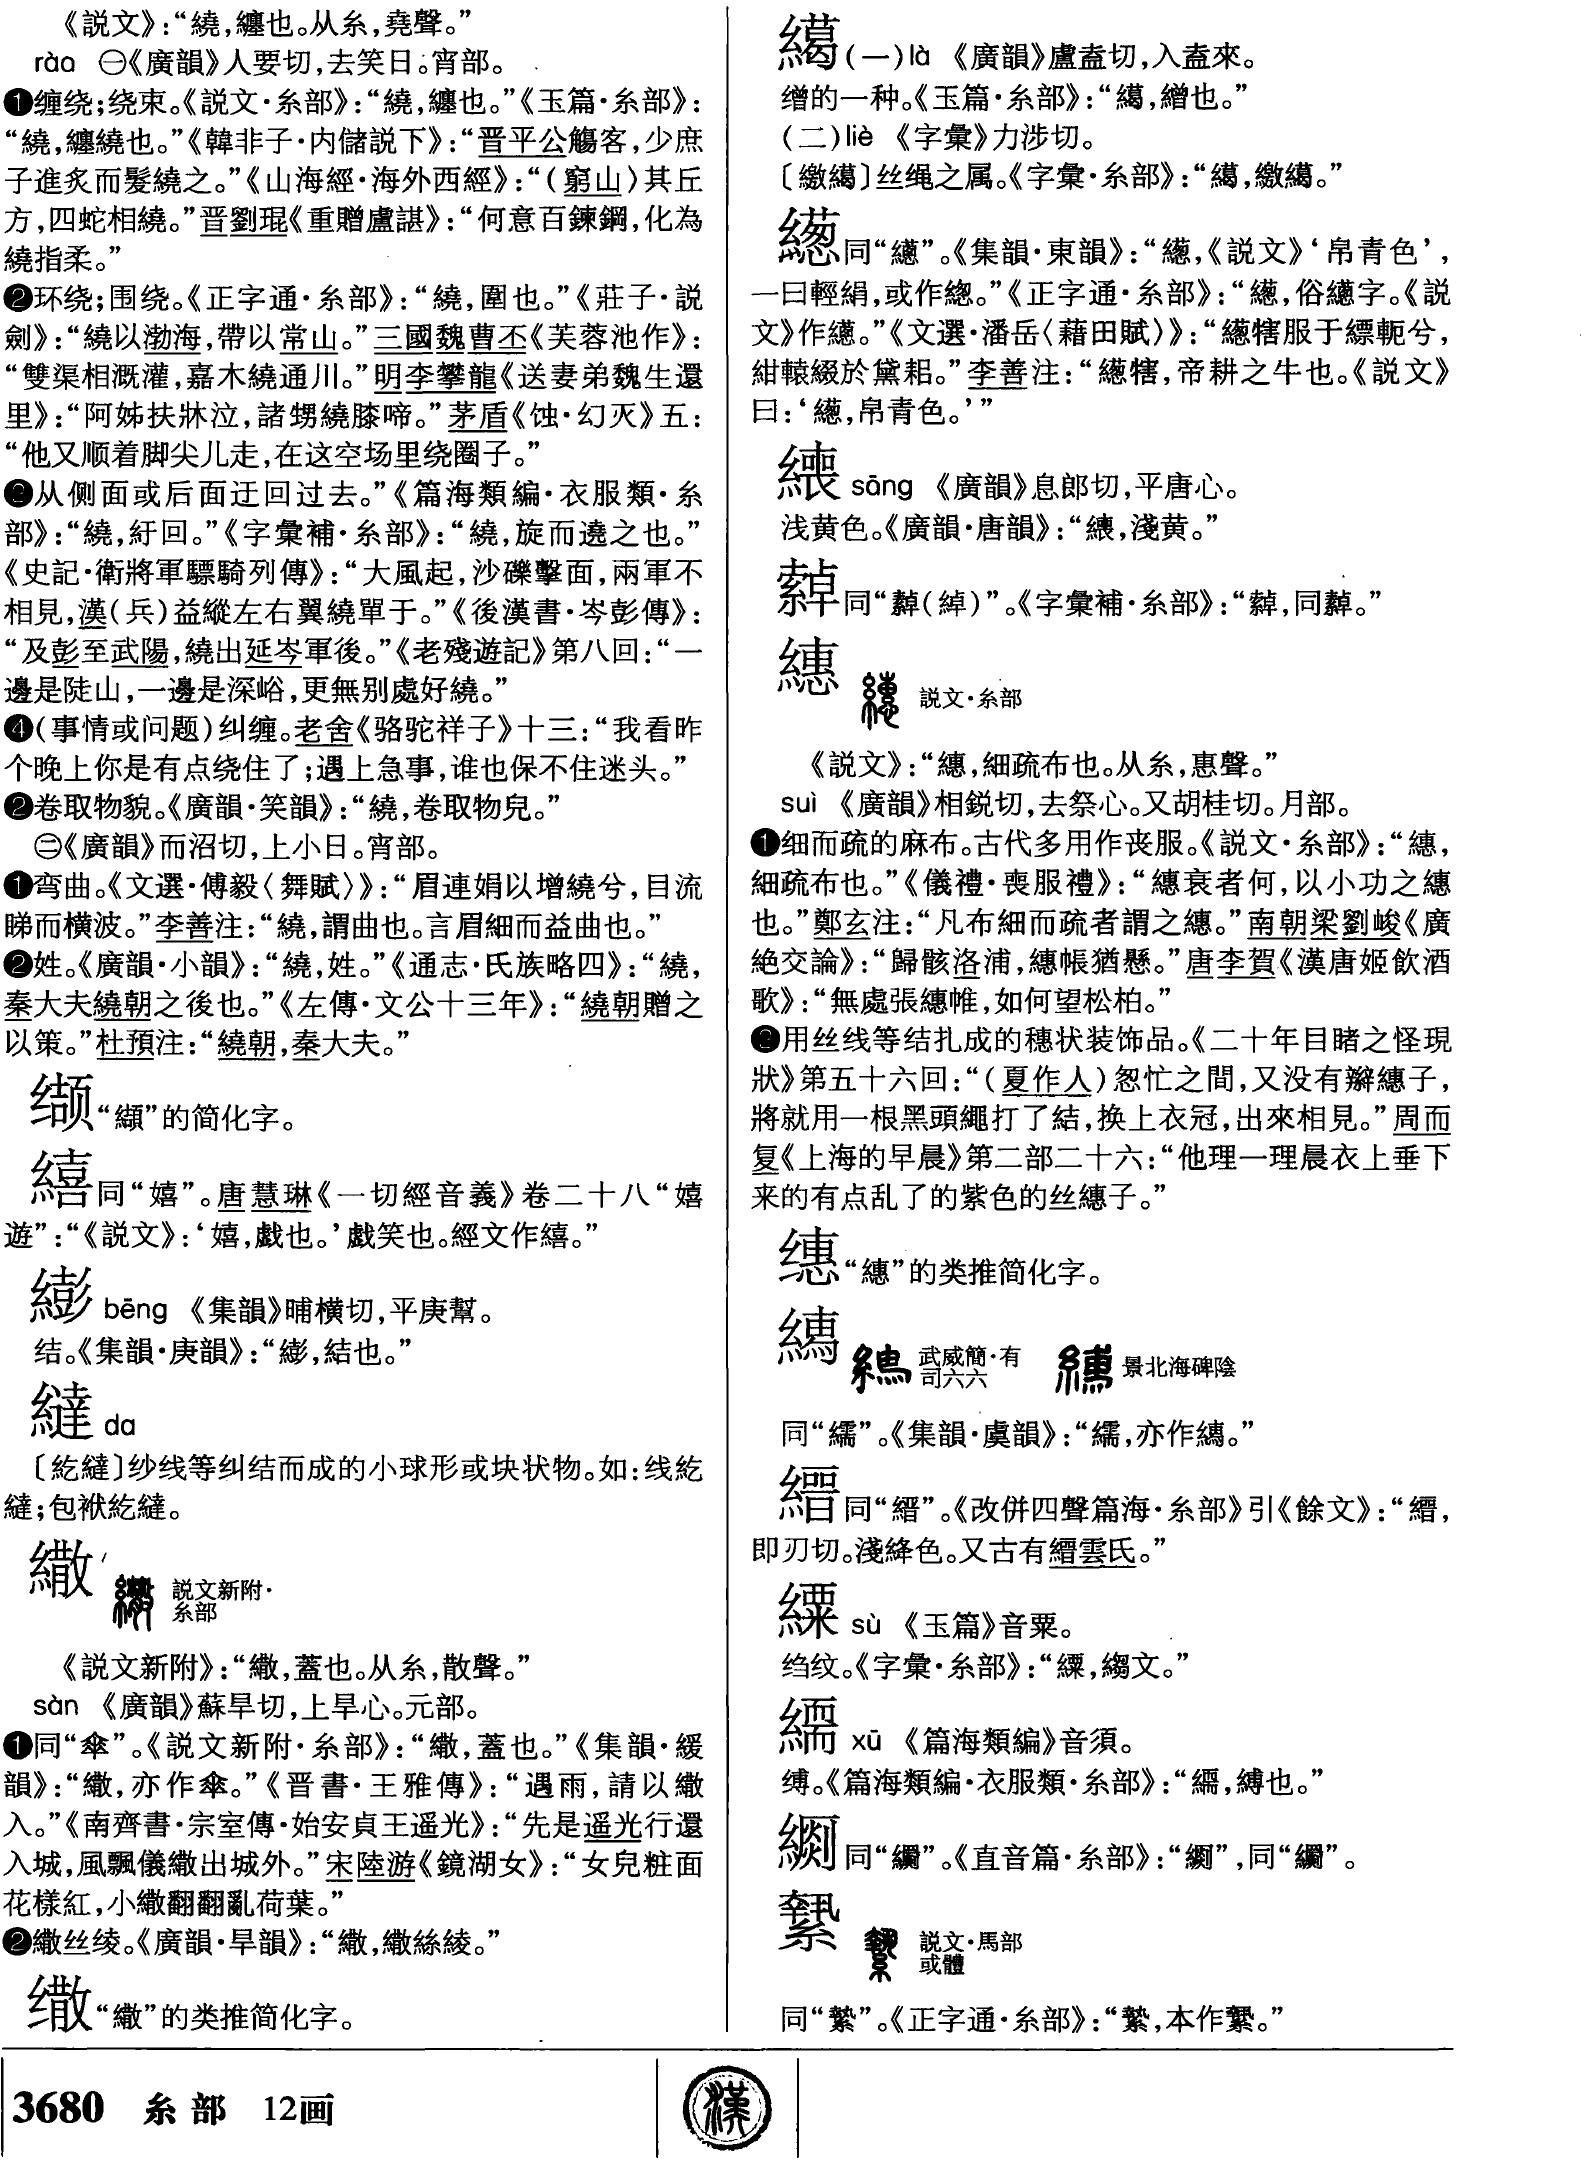 《説文》：“繞，纏也。从糸，堯聲。”
rào ㊀《廣韻》人要切，去笑日。宵部。
❶缠绕；绕束。《説文·糸部》：“繞，纏也。”《玉篇·糸部》：
“繞，纏繞也。”《韓非子·内儲説下》：“晋平公觴客，少庶
子進炙而髮繞之。”《山海經·海外西經》：“（窮山）其丘
方，四蛇相繞。”晋劉琨《重贈盧諶》：“何意百鍊鋼，化為
繞指柔。”
❷环绕；围绕。《正字通·糸部》：“繞，圍也。”《莊子·説
劍》：“繞以渤海，帶以常山。”三國魏曹丕《芙蓉池作》：
“雙渠相溉灌，嘉木繞通川。”明李攀龍《送妻弟魏生還
里》：“阿姊扶牀泣，諸甥繞膝啼。”茅盾《蚀·幻灭》五：
“他又顺着脚尖儿走，在这空场里绕圈子。”
❸从侧面或后面迂回过去。”《篇海類編·衣服類·糸
部》：“繞，紆回。”《字彙補·糸部》：“繞，旋而遶之也。”
《史記·衛將軍驃騎列傳》：“大風起，沙礫擊面，兩軍不
相見，漢（兵）益縱左右翼繞單于。”《後漢書·岑彭傳》：
“及彭至武陽，繞出延岑軍後。”《老殘遊記》第八回：“一
邊是陡山，一邊是深峪，更無别處好繞。”
❹（事情或问题）纠缠。老舍《骆驼祥子》十三：“我看昨
个晚上你是有点绕住了；遇上急事，谁也保不住迷头。”
❷卷取物貌。《廣韻·笑韻》：“繞，卷取物皃。”
㊁《廣韻》而沼切，上小日。宵部。
❶弯曲。《文選·傅毅〈舞賦〉》：“眉連娟以增繞兮，目流
睇而横波。”李善注：“繞，謂曲也。言眉細而益曲也。”
❷姓。《廣韻·小韻》：“繞，姓。”《通志·氏族略四》：“繞，
秦大夫繞朝之後也。”《左傳·文公十三年》：“繞朝贈之
以策。”杜預注：“繞朝，秦大夫。”
缬“纈”的简化字。
繥同“嬉”。唐慧琳《一切經音義》卷二十八“嬉
遊”：“《説文》：‘嬉，戲也。’戲笑也。經文作繥。”
䋽 bēng 《集韻》晡横切，平庚幫。
结。《集韻·庚韻》：“，結也。”
繨 da
〔紇繨〕纱线等纠结而成的小球形或块状物。如：线紇
繨；包袱紇繨。
繖 説文新附·
糸部
《説文新附》：“繖，蓋也。从糸，散聲。”
sàn 《廣韻》蘇旱切，上旱心。元部。
❶同“傘”。《説文新附·糸部》：“繖，蓋也。”《集韻·緩
韻》：“繖，亦作傘。”《晋書·王雅傳》：“遇雨，請以繖
入。”《南齊書·宗室傳·始安貞王遥光》：“先是遥光行還
入城，風飄儀繖出城外。”宋陸游《鏡湖女》：“女兒粧面
花樣紅，小繖翻翻亂荷葉。”
❷繖丝绫。《廣韻·旱韻》：“繖，繖絲綾。”
“繖”的类推简化字。
（一）là 《廣韻》盧盍切，入盍來。
缯的一种。《玉篇·糸部》：“，繒也。”
（二）liè 《字彙》力涉切。
〔繳〕丝绳之属。《字彙·糸部》：“，繳。”
繱同“繱”。《集韻·東韻》：“繱，《説文》‘帛青色’，
一曰輕絹，或作緫。”《正字通·糸部》：“繱，俗繱字。《説
文》作繱。”《文選·潘岳〈藉田賦〉》：“繱犗服于縹軛兮，
紺轅綴於黛耜。”李善注：“繱犗，帝耕之牛也。《説文》
曰：‘繱，帛青色。’”
sāng 《廣韻》息郎切，平唐心。
浅黄色。《廣韻·唐韻》：“，淺黄。”
同“繛（綽）”。《字彙補·糸部》：“，同繛。”
繐 説文·糸部
《説文》：“繐，細疏布也。从糸，惠聲。”
suì 《廣韻》相鋭切，去祭心。又胡桂切。月部。
❶细而疏的麻布。古代多用作丧服。《説文·糸部》：“繐，
細疏布也。”《儀禮·喪服禮》：“繐衰者何，以小功之繐
也。”鄭玄注：“凡布細而疏者謂之繐。”南朝梁劉峻《廣
絶交論》：“歸骸洛浦，繐帳猶懸。”唐李賀《漢唐姬飲酒
歌》：“無處張繐帷，如何望松柏。”
❷用丝线等结扎成的穗状装饰品。《二十年目睹之怪現
狀》第五十六回：“（夏作人）怱忙之間，又没有辮繐子，
將就用一根黑頭繩打了結，换上衣冠，出來相見。”周而
复《上海的早晨》第二部二十六：“他理一理晨衣上垂下
来的有点乱了的紫色的丝繐子。”
“繐”的类推简化字。
武威簡·有
司六六 景北海碑陰
同“繻”。《集韻·虞韻》：“繻，亦作。”
同“縉”。《改併四聲篇海·糸部》引《餘文》：“縉，
即刃切。淺絳色。又古有縉雲氏。”
sù 《玉篇》音粟。
绉纹。《字彙·糸部》：“，縐文。”
xū 《篇海類編》音須。
缚。《篇海類編·衣服類·糸部》：“，縛也。”
同“”。《直音篇·糸部》：“”，同“”。
縶 説文·馬部
或體
同“縶”。《正字通·糸部》：“縶，本作。”
3680 糸部 12画
漢